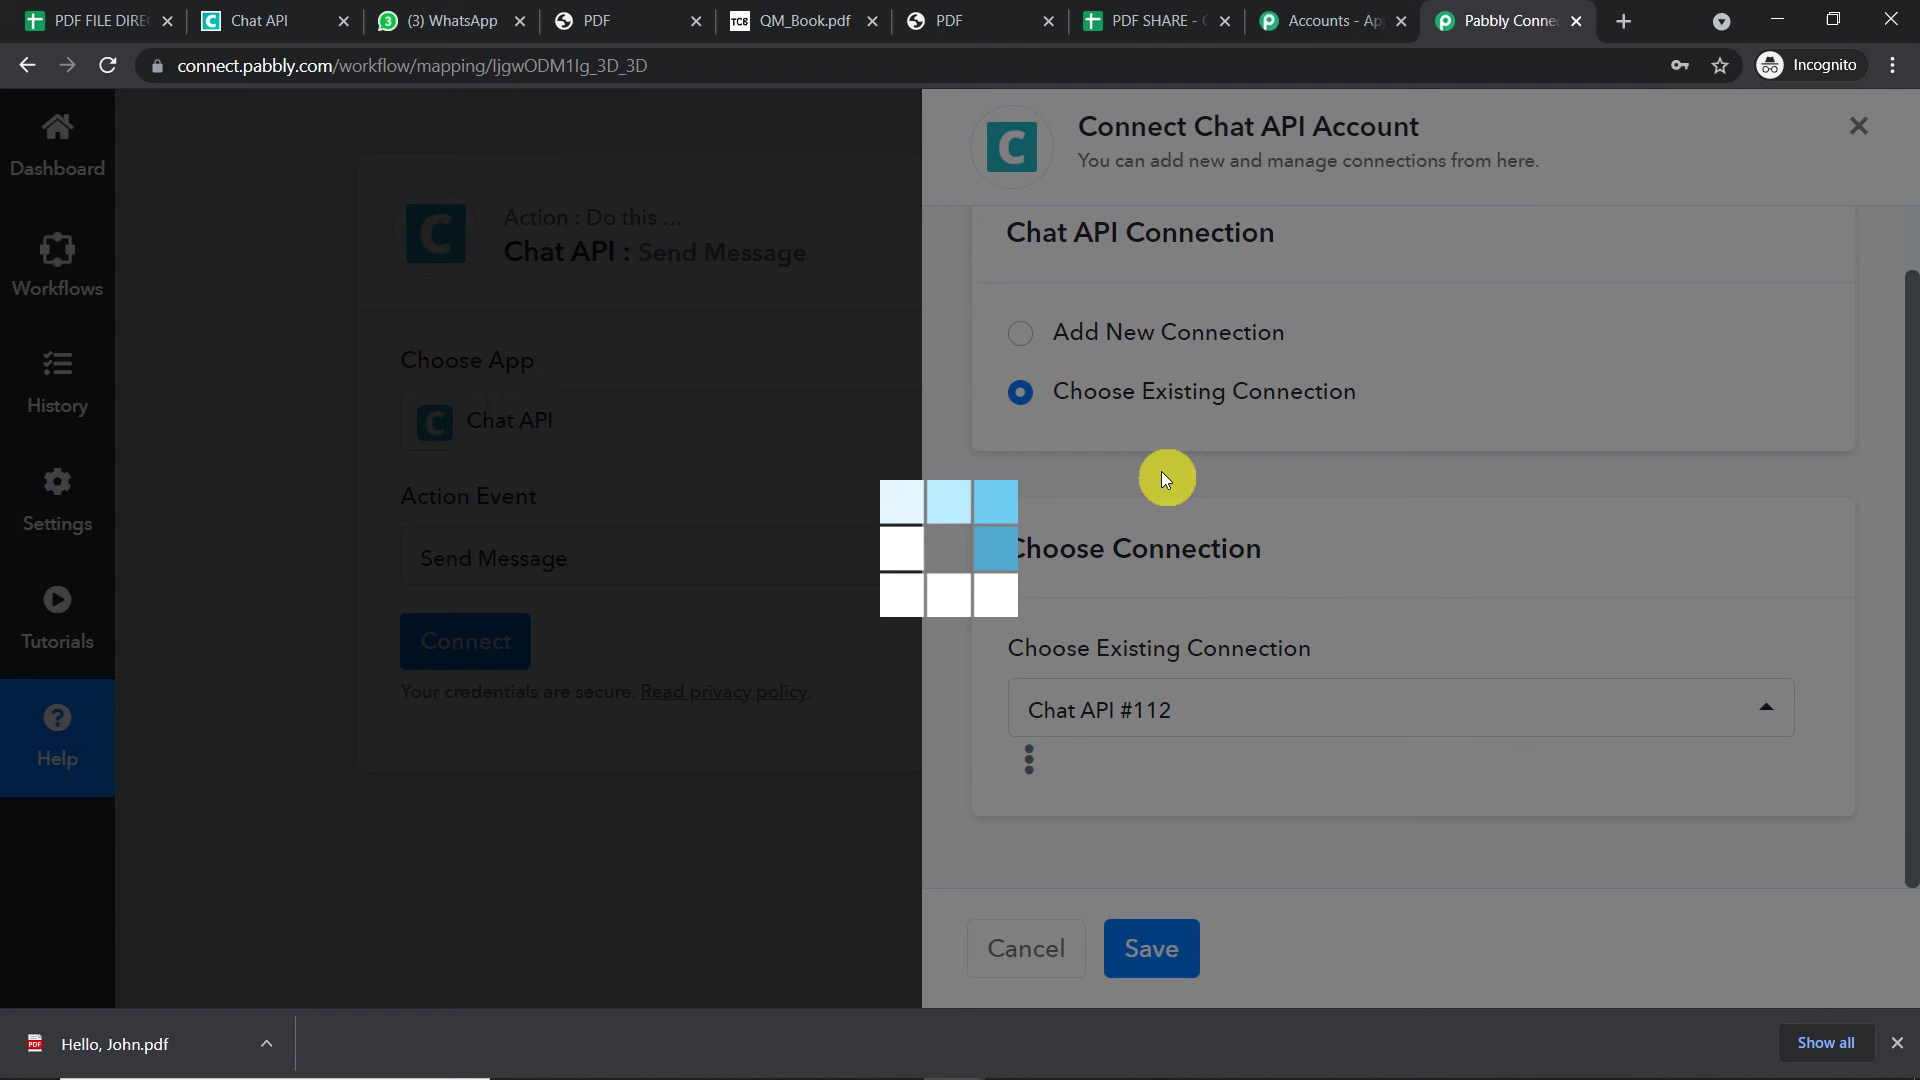 PDF FILE DIRE
Chat API
(3) WhatsApp
PDF
TCS
QM_Book.pdf
PDF
PDF SHARE -
Accounts - Ap
Pabbly Conne
connect.pabbly.com/workflow/mapping/IjgwODM1Ig_3D_3D
Incognito
Dashboard
Workflows
History
Settings
Tutorials
Help
C
Action : Do this ...
Chat API : Send Message
Choose App
C Chat API
Action Event
Send Message
Connect
Your credentials are secure. Read privacy policy.
C
Connect Chat API Account
You can add new and manage connections from here.
Chat API Connection
Add New Connection
Choose Existing Connection
Choose Connection
Choose Existing Connection
Chat API #112
Cancel
Save
PDF
Hello, John.pdf
Show all